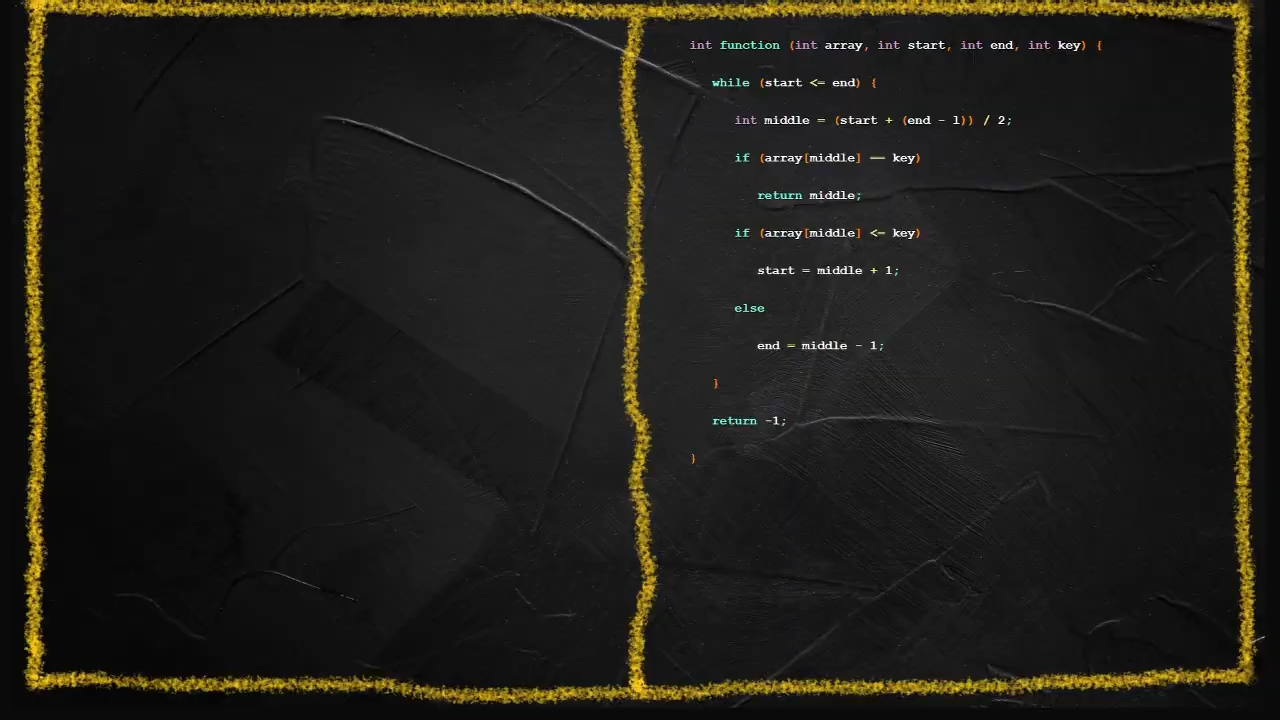 int function (int array, int start, int end, int key) {
while (start <= end) {
int middle = (start + (end - l)) / 2;
if (array[middle] == key)
return middle;
if (array[middle] <= key)
start = middle + 1;
else
end = middle - 1;
}
return -1;
}